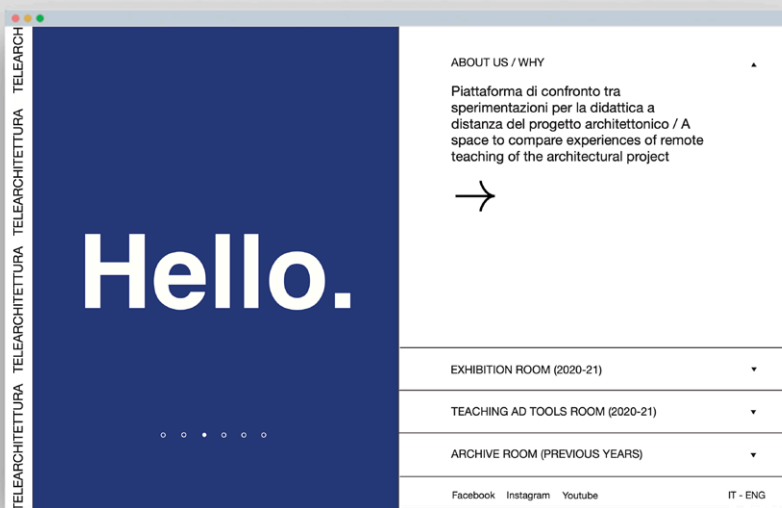 TELEARCHITETTURA
TELEARCHITETTURA
TELEARCHITETTURA
TELEARCH
Hello.
ABOUT US / WHY
Piattaforma di confronto tra
sperimentazioni per la didattica a
distanza del progetto architettonico / A
space to compare experiences of remote
teaching of the architectural project
EXHIBITION ROOM (2020-21)
TEACHING AD TOOLS ROOM (2020-21)
ARCHIVE ROOM (PREVIOUS YEARS)
Facebook Instagram Youtube
IT - ENG